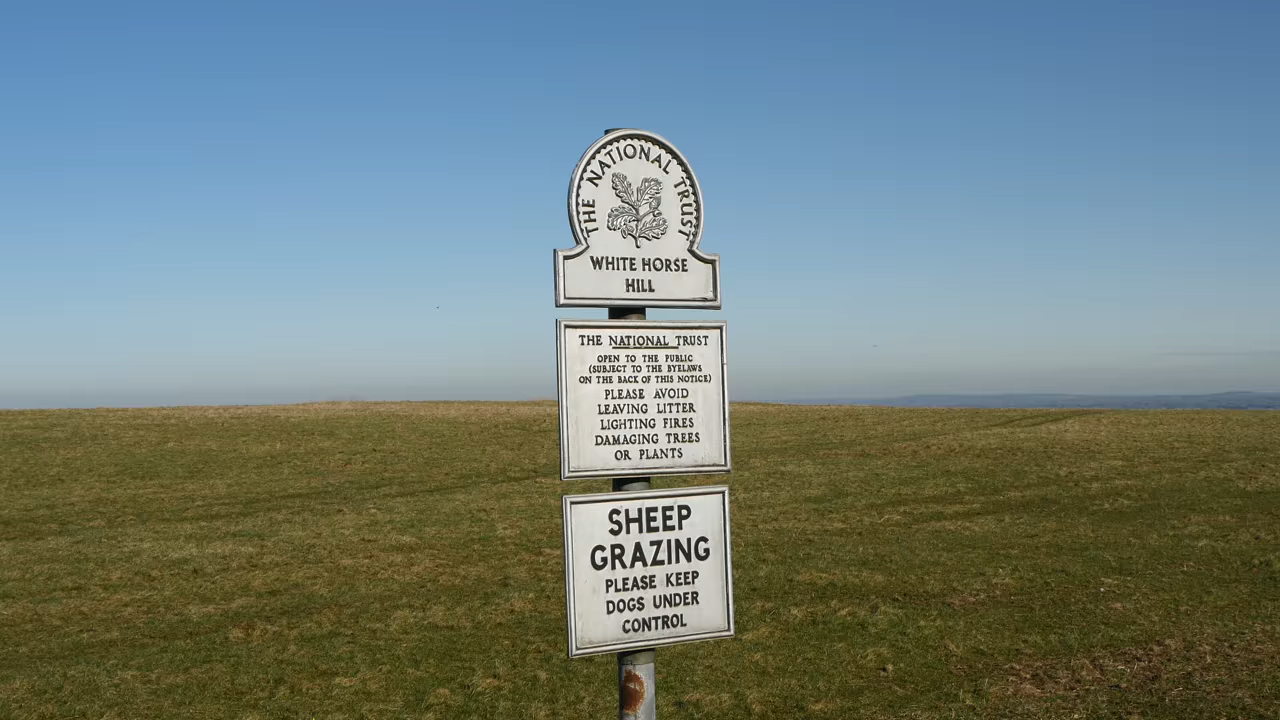 THE NATIONAL TRUST
WHITE HORSE
HILL
THE NATIONAL TRUST
OPEN TO THE PUBLIC
(SUBJECT TO THE BYELAWS
ON THE BACK OF THIS NOTICE)
PLEASE AVOID
LEAVING LITTER
LIGHTING FIRES
DAMAGING TREES
OR PLANTS
SHEEP
GRAZING
PLEASE KEEP
DOGS UNDER
CONTROL